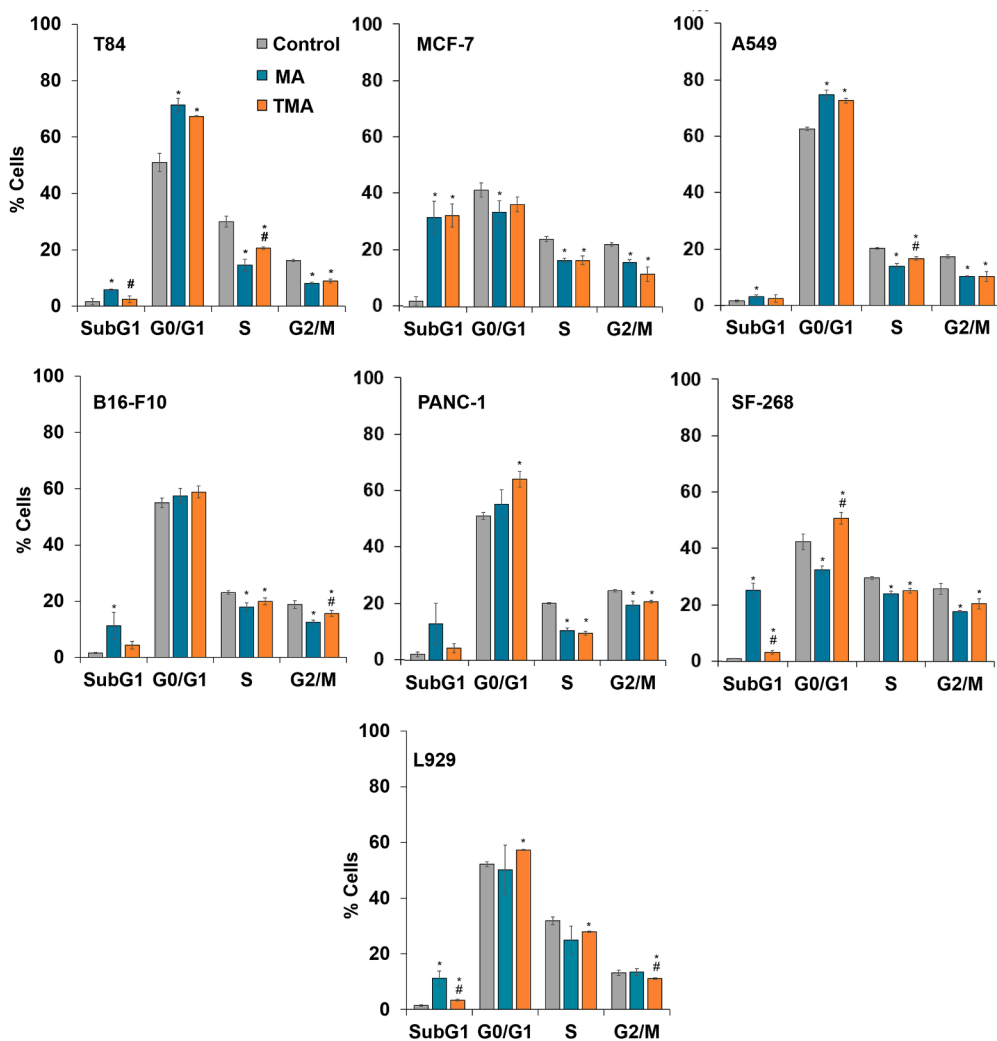 T84
Control
MA
TMA
% Cells
100
80
60
40
20
0
* # * * * * # * *
SubG1 G0/G1 S G2/M
MCF-7
100
80
60
40
20
0
* * * * * * *
SubG1 G0/G1 S G2/M
A549
80
60
40
20
0
* * * * * # * *
SubG1 G0/G1 S G2/M
B16-F10
% Cells
100
80
60
40
20
0
* * * * * #
SubG1 G0/G1 S G2/M
PANC-1
100
80
60
40
20
0
* * * * *
SubG1 G0/G1 S G2/M
SF-268
100
80
60
40
20
0
* * # * * # * * * *
SubG1 G0/G1 S G2/M
L929
% Cells
100
80
60
40
20
0
* * # * * * #
SubG1 G0/G1 S G2/M